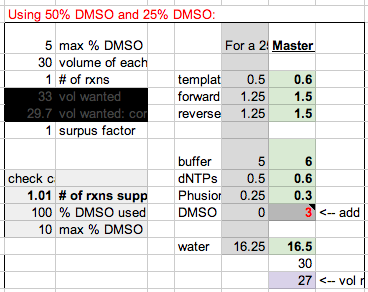 Using 50% DMSO and 25% DMSO:
5 max % DMSO For a 2 Master
30 volume of each
1 # of rxns templat 0.5 0.6
33 vol wanted forward 1.25 1.5
29.7 vol wanted: cor reverse 1.25 1.5
1 surpus factor
buffer 5 6
check c dNTPs 0.5 0.6
1.01 # of rxns supp Phusior 0.25 0.3
100 % DMSO used DMSO 0 3 <-- add
10 max % DMSO
water 16.25 16.5
30
27 <-- vol r